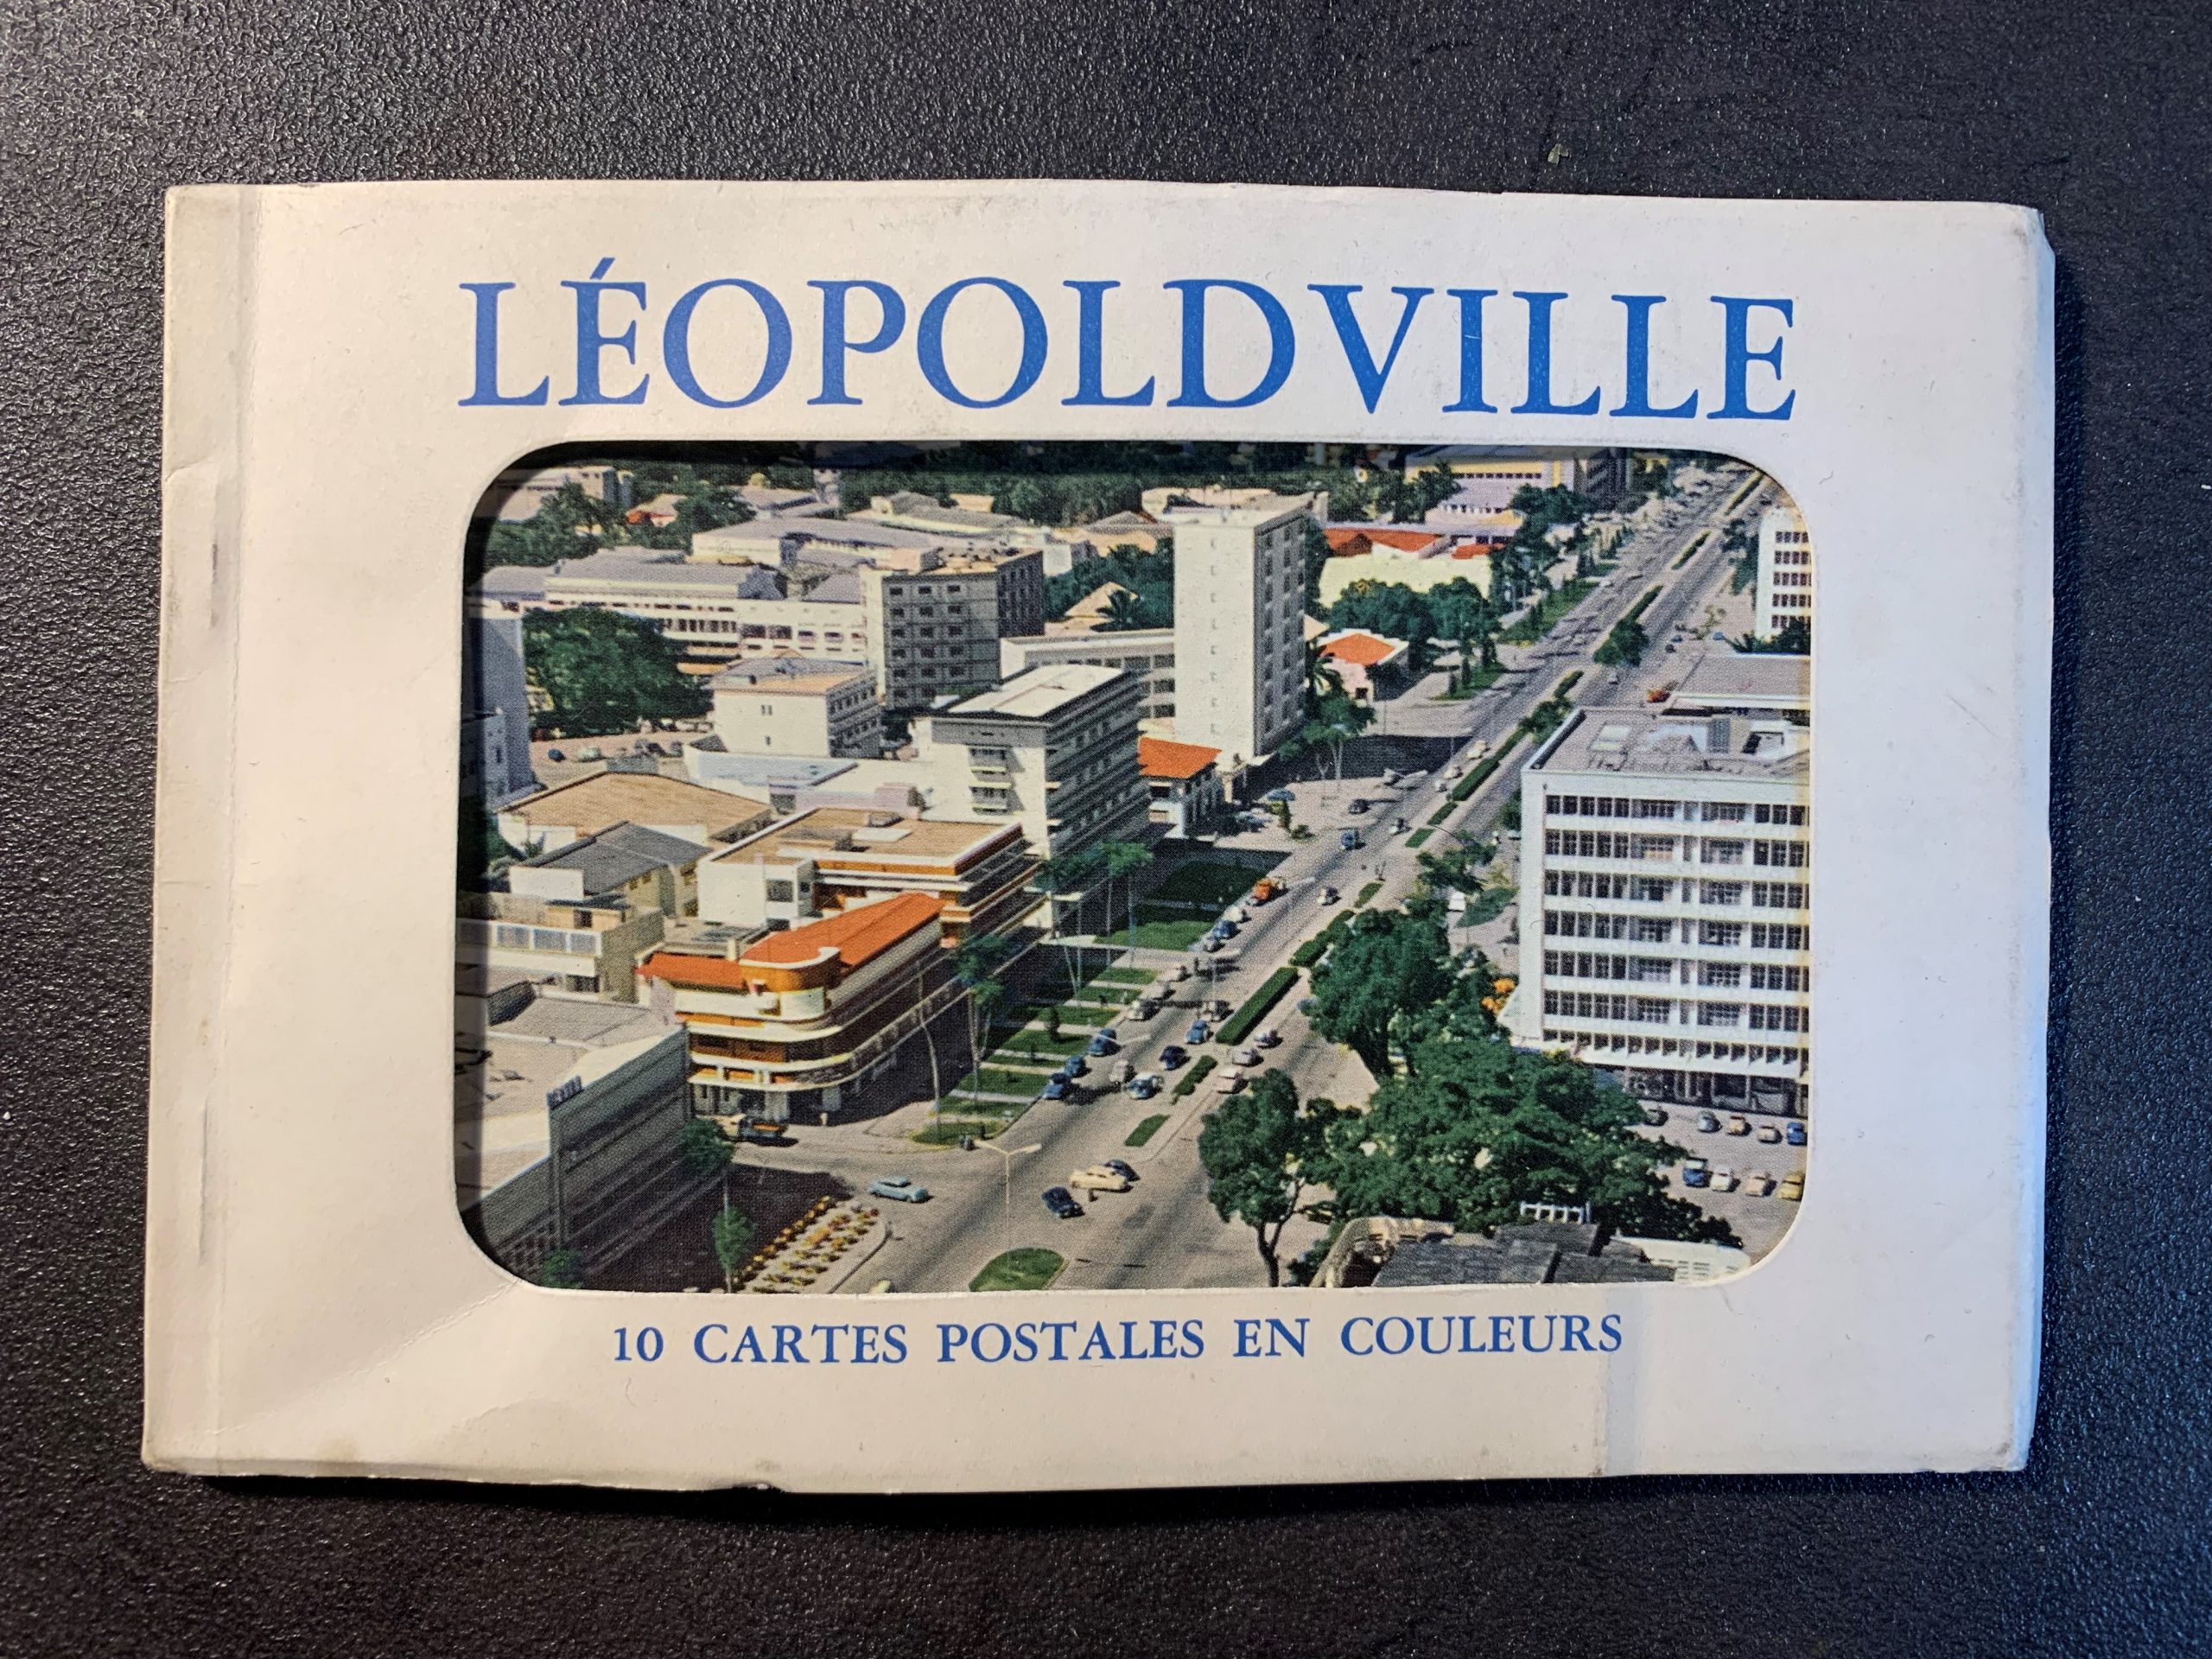 LÉOPOLDVILLE
10 CARTES POSTALES EN COULEURS